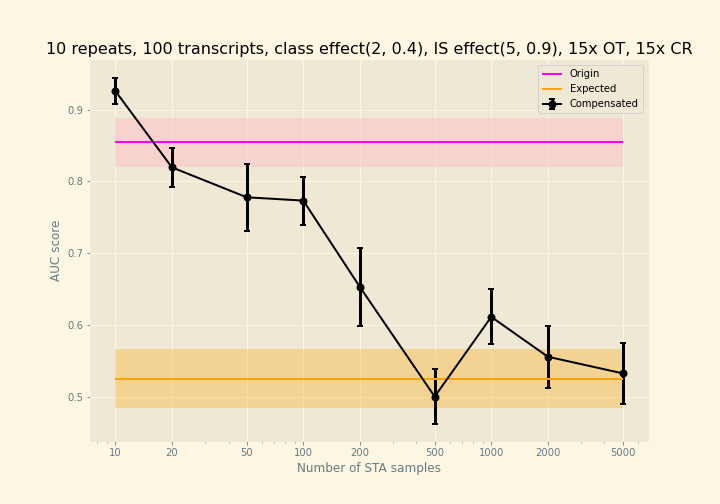 10 repeats, 100 transcripts, class effect(2, 0.4), IS effect(5, 0.9), 15x OT, 15x CR
Origin
Expected
Compensated
0.9
0.8
0.7
0.6
0.5
AUC score
10 20 50 100 200 500 1000 2000 5000
Number of STA samples